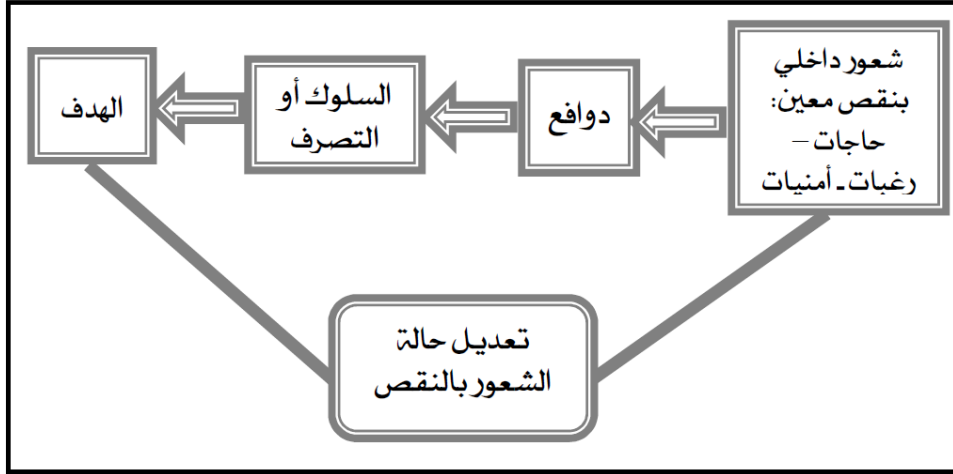 شعور داخلي
بنقص معين:
حاجات –
رغبات ـ أمنيات
دوافع
السلوك أو
التصرف
الهدف
تعديل حالة
الشعور بالنقص